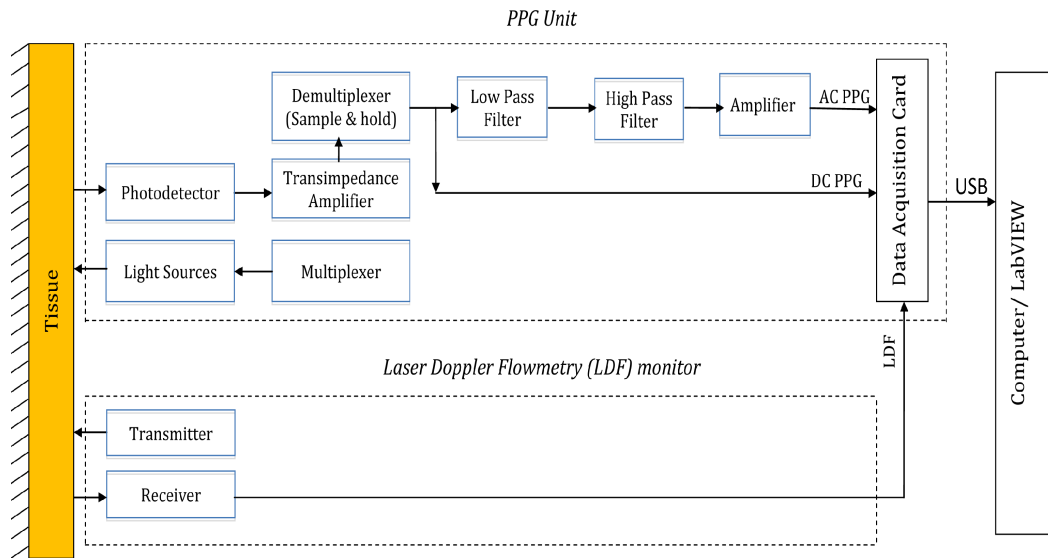 PPG Unit
Demultiplexer
(Sample & hold)
Low Pass
Filter
High Pass
Filter
Amplifier
AC PPG
Photodetector
Transimpedance
Amplifier
DC PPG
Data Acquisition Card
USB
Computer/ LabVIEW
Light Sources
Multiplexer
Tissue
Laser Doppler Flowmetry (LDF) monitor
LDF
Transmitter
Receiver